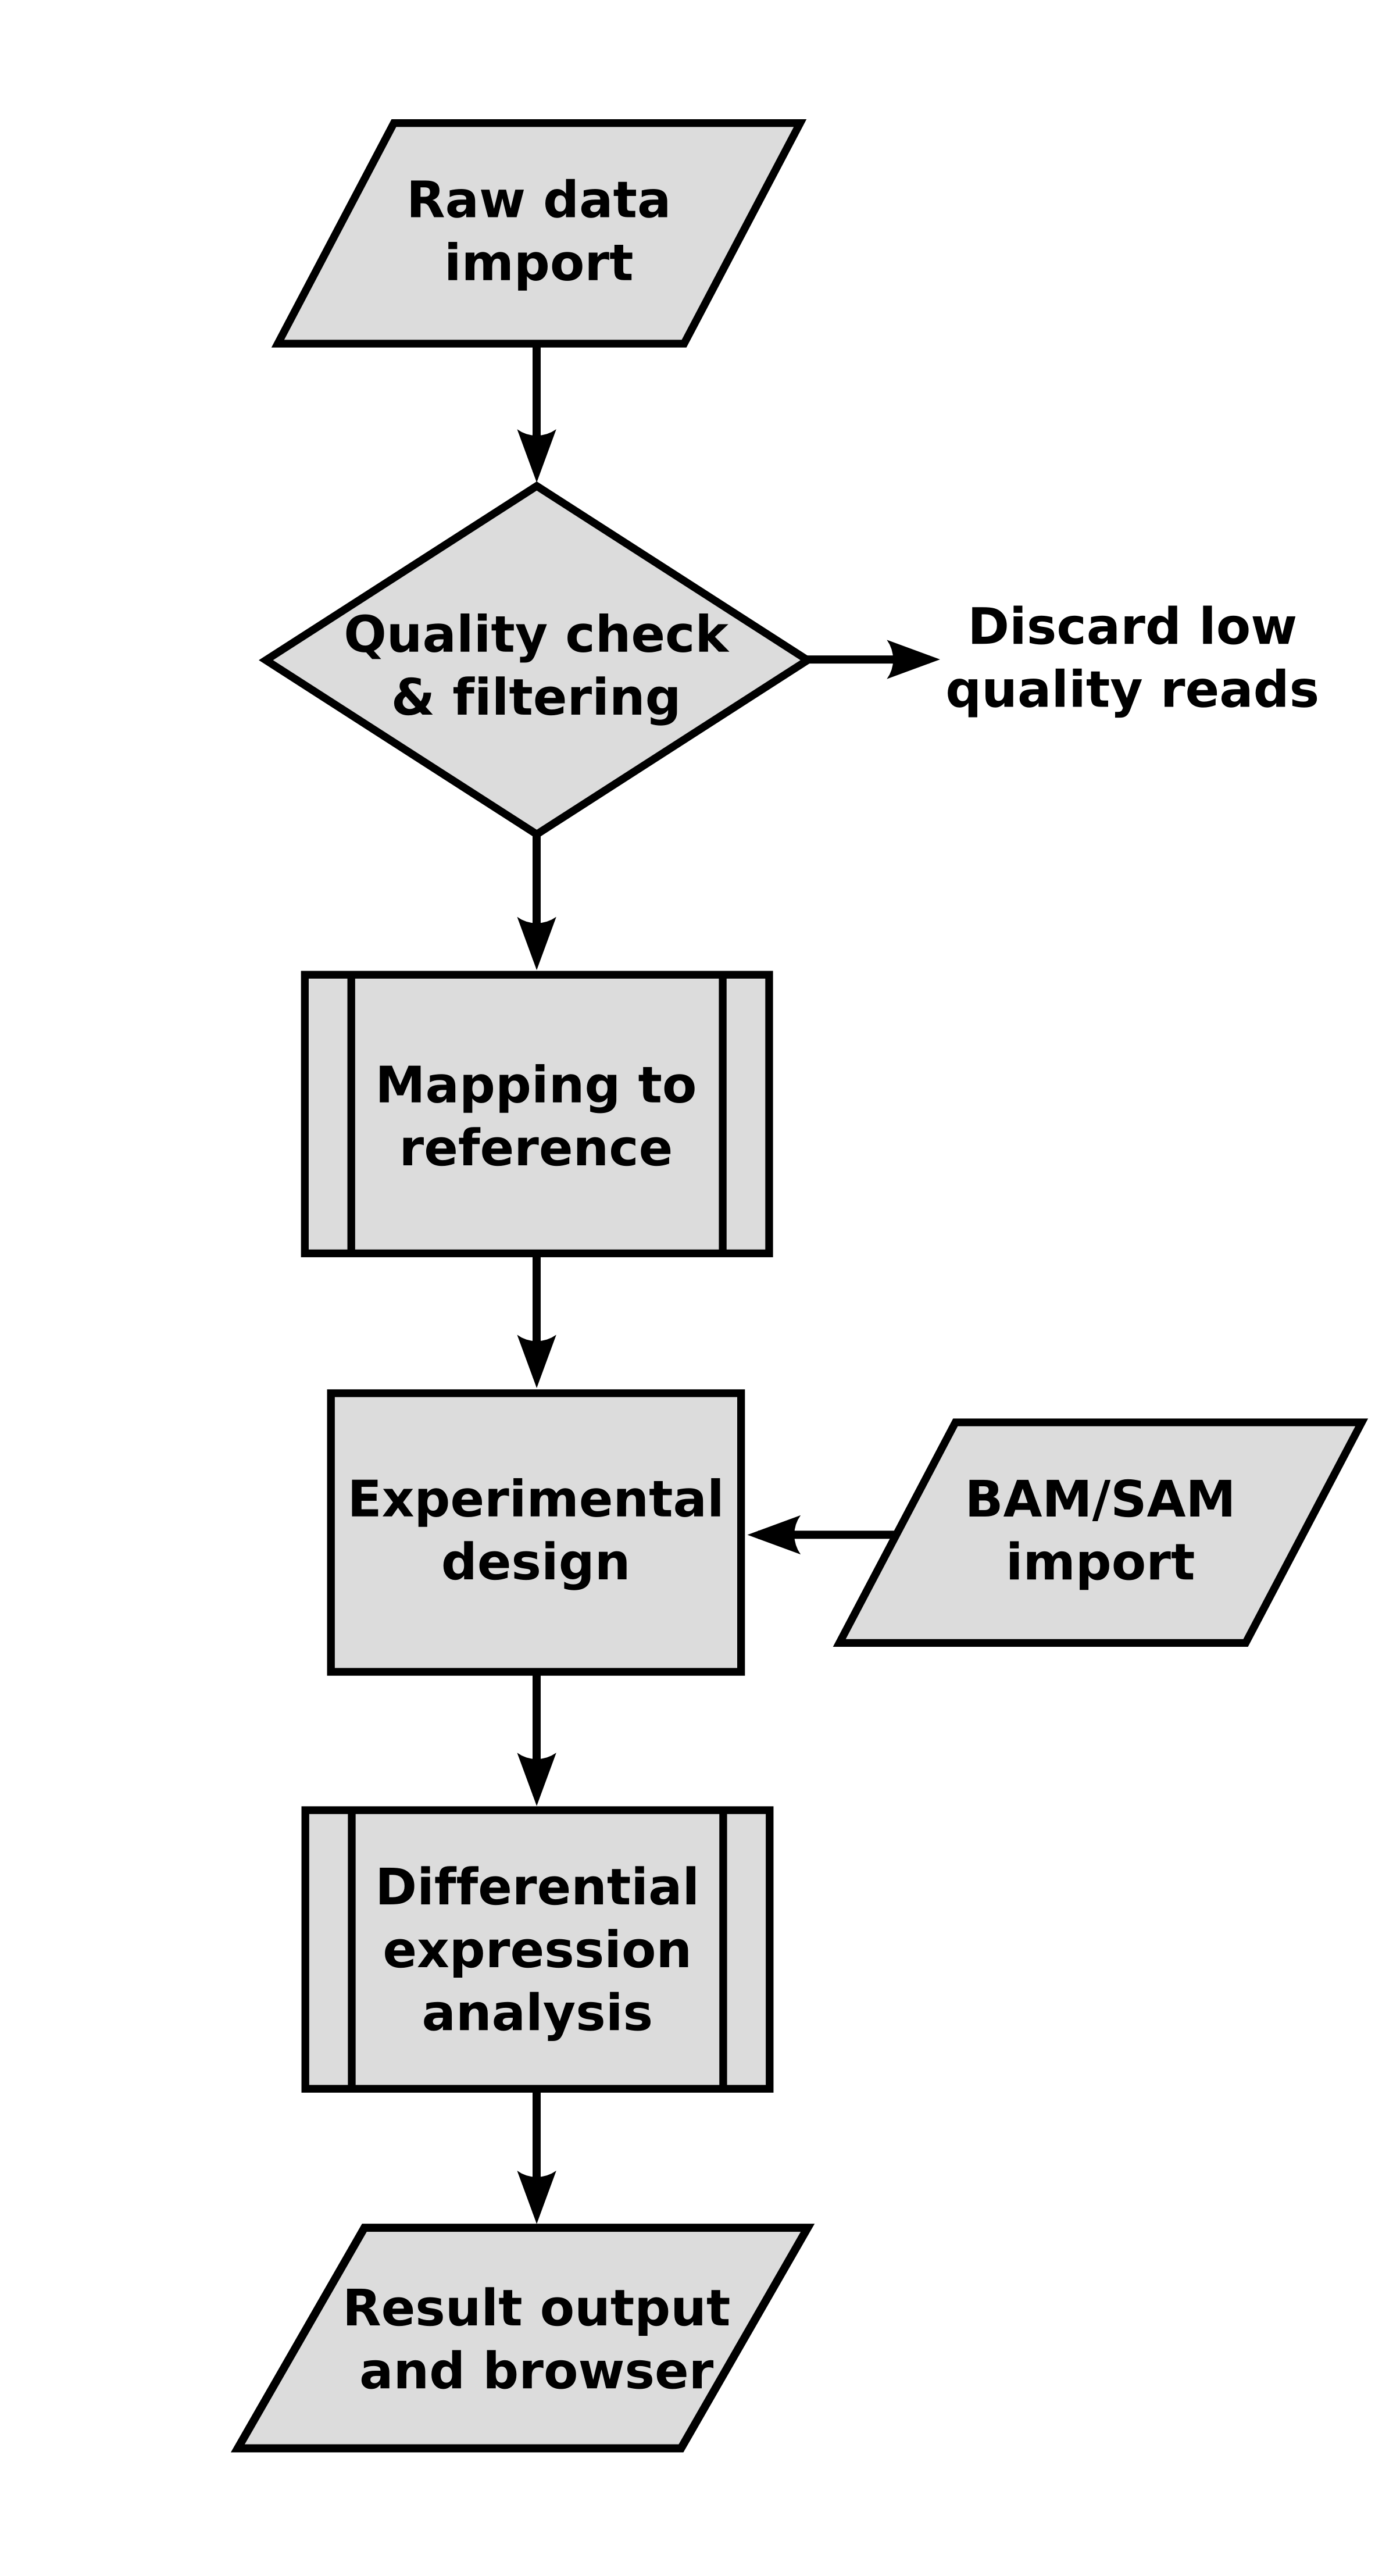 Raw data
import
Quality check
& filtering
Discard low
quality reads
Mapping to
reference
Experimental
design
BAM/SAM
import
Differential
expression
analysis
Result output
and browser